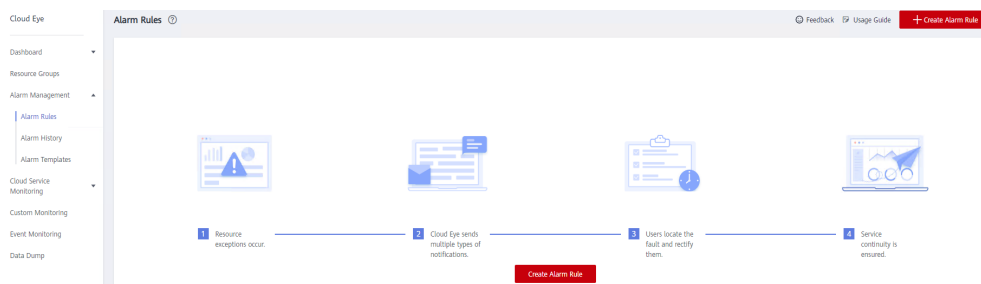 Cloud Eye
Alarm Rules
Feedback
Usage Guide
Create Alarm Rule
Dashboard
Resource Groups
Alarm Management
Alarm Rules
Alarm History
Alarm Templates
Cloud Service
Monitoring
Custom Monitoring
Event Monitoring
Data Dump
1 Resource
exceptions occur.
2 Cloud Eye sends
multiple types of
notifications.
3 Users locate the
fault and rectify
them.
4 Service
continuity is
ensured.
Create Alarm Rule